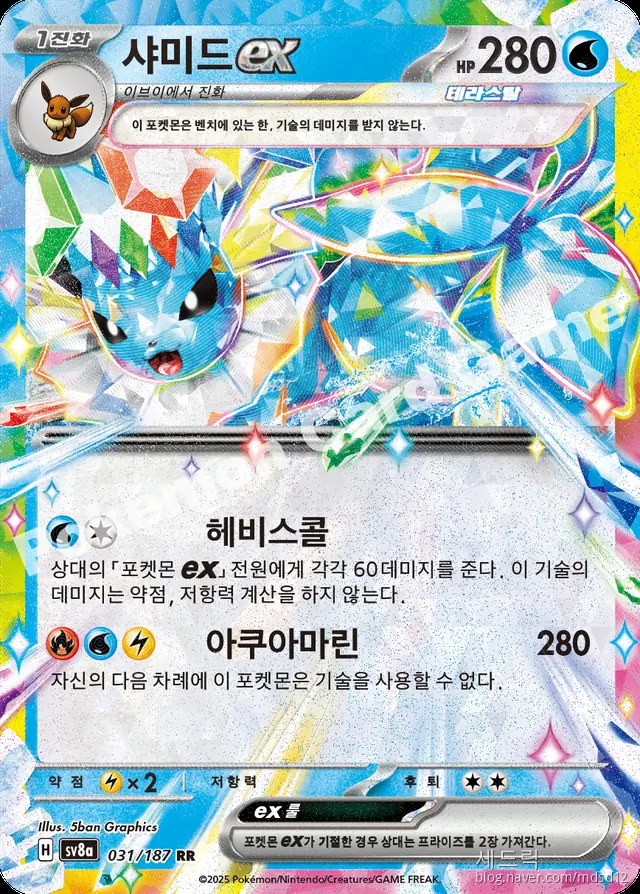 1진화
샤미드ex
HP280
이브이에서 진화
테라스탈
이 포켓몬은 벤치에 있는 한, 기술의 데미지를 받지 않는다.
Pokémon Card Game
헤비스콜
상대의 「포켓몬 ex」 전원에게 각각 60데미지를 준다. 이 기술의
데미지는 약점, 저항력 계산을 하지 않는다.
아쿠아마린 280
자신의 다음 차례에 이 포켓몬은 기술을 사용할 수 없다.
약점 ×2 저항력 후퇴
ex 룰
포켓몬 ex가 기절한 경우 상대는 프라이즈를 2장 가져간다.
Illus. 5ban Graphics
H sv8a 031/187 RR
©2025 Pokémon/Nintendo/Creatures/GAME FREAK.
세드릭
blog.naver.com/mdsd12